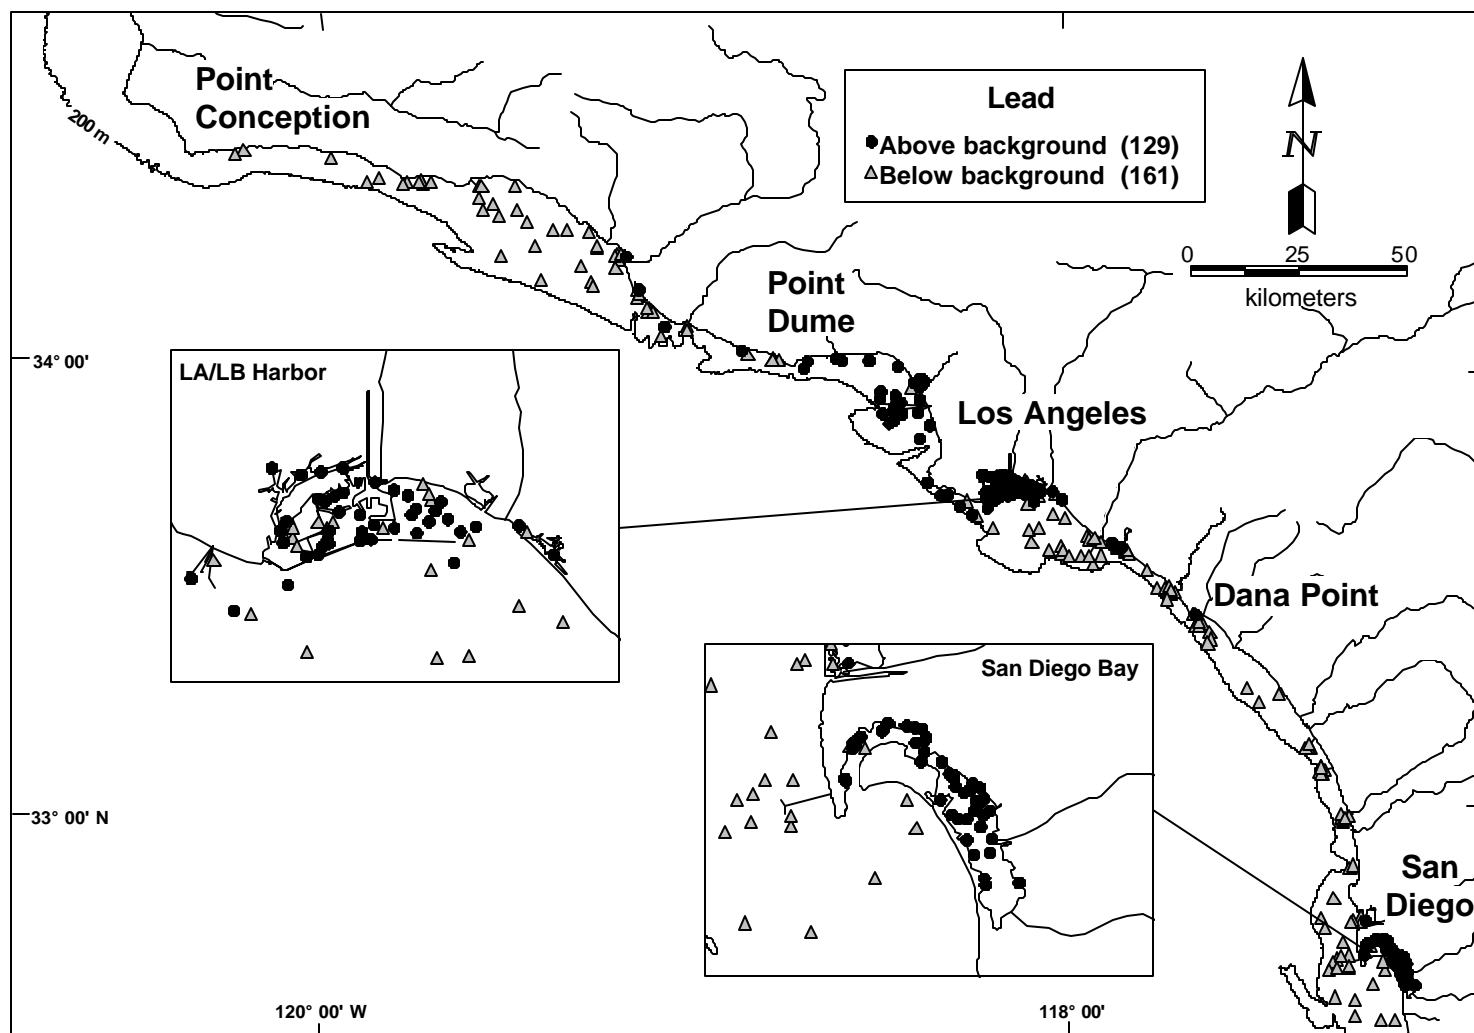 Point
Conception
200 m
Lead
Above background (129)
Below background (161)
N
0 25 50
kilometers
Point
Dume
34° 00'
LA/LB Harbor
Los Angeles
Dana Point
San Diego Bay
33° 00' N
San
Diego
120° 00' W
118° 00'